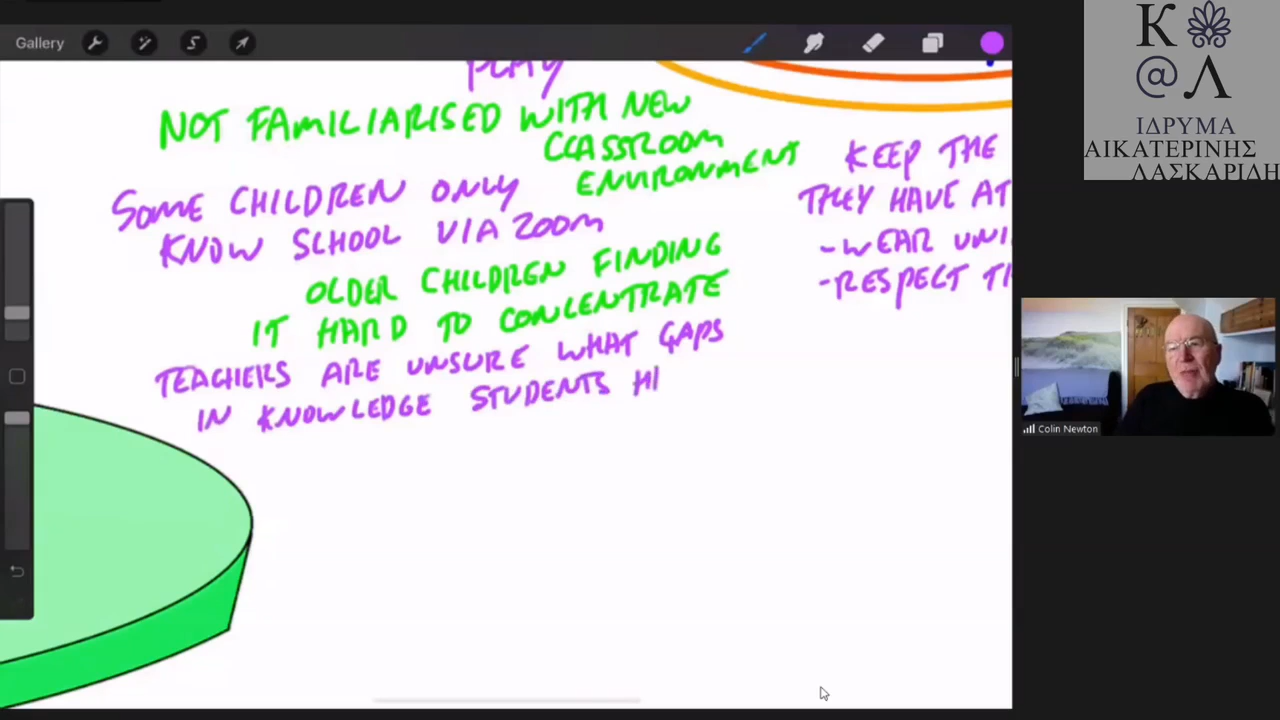 Gallery
PLAY
NOT FAMILIARISED WITH NEW
CLASSROOM
ENVIRONMENT
SOME CHILDREN ONLY
KNOW SCHOOL VIA ZOOM
OLDER CHILDREN FINDING
IT HARD TO CONCENTRATE
TEACHERS ARE UNSURE WHAT GAPS
IN KNOWLEDGE STUDENTS
KEEP THE
THEY HAVE AT
-WEAR UNI
-RESPECT
Κ
@Λ
ΙΔΡΥΜΑ
ΑΙΚΑΤΕΡΙΝΗΣ
ΛΑΣΚΑΡΙΔΗ
Colin Newton